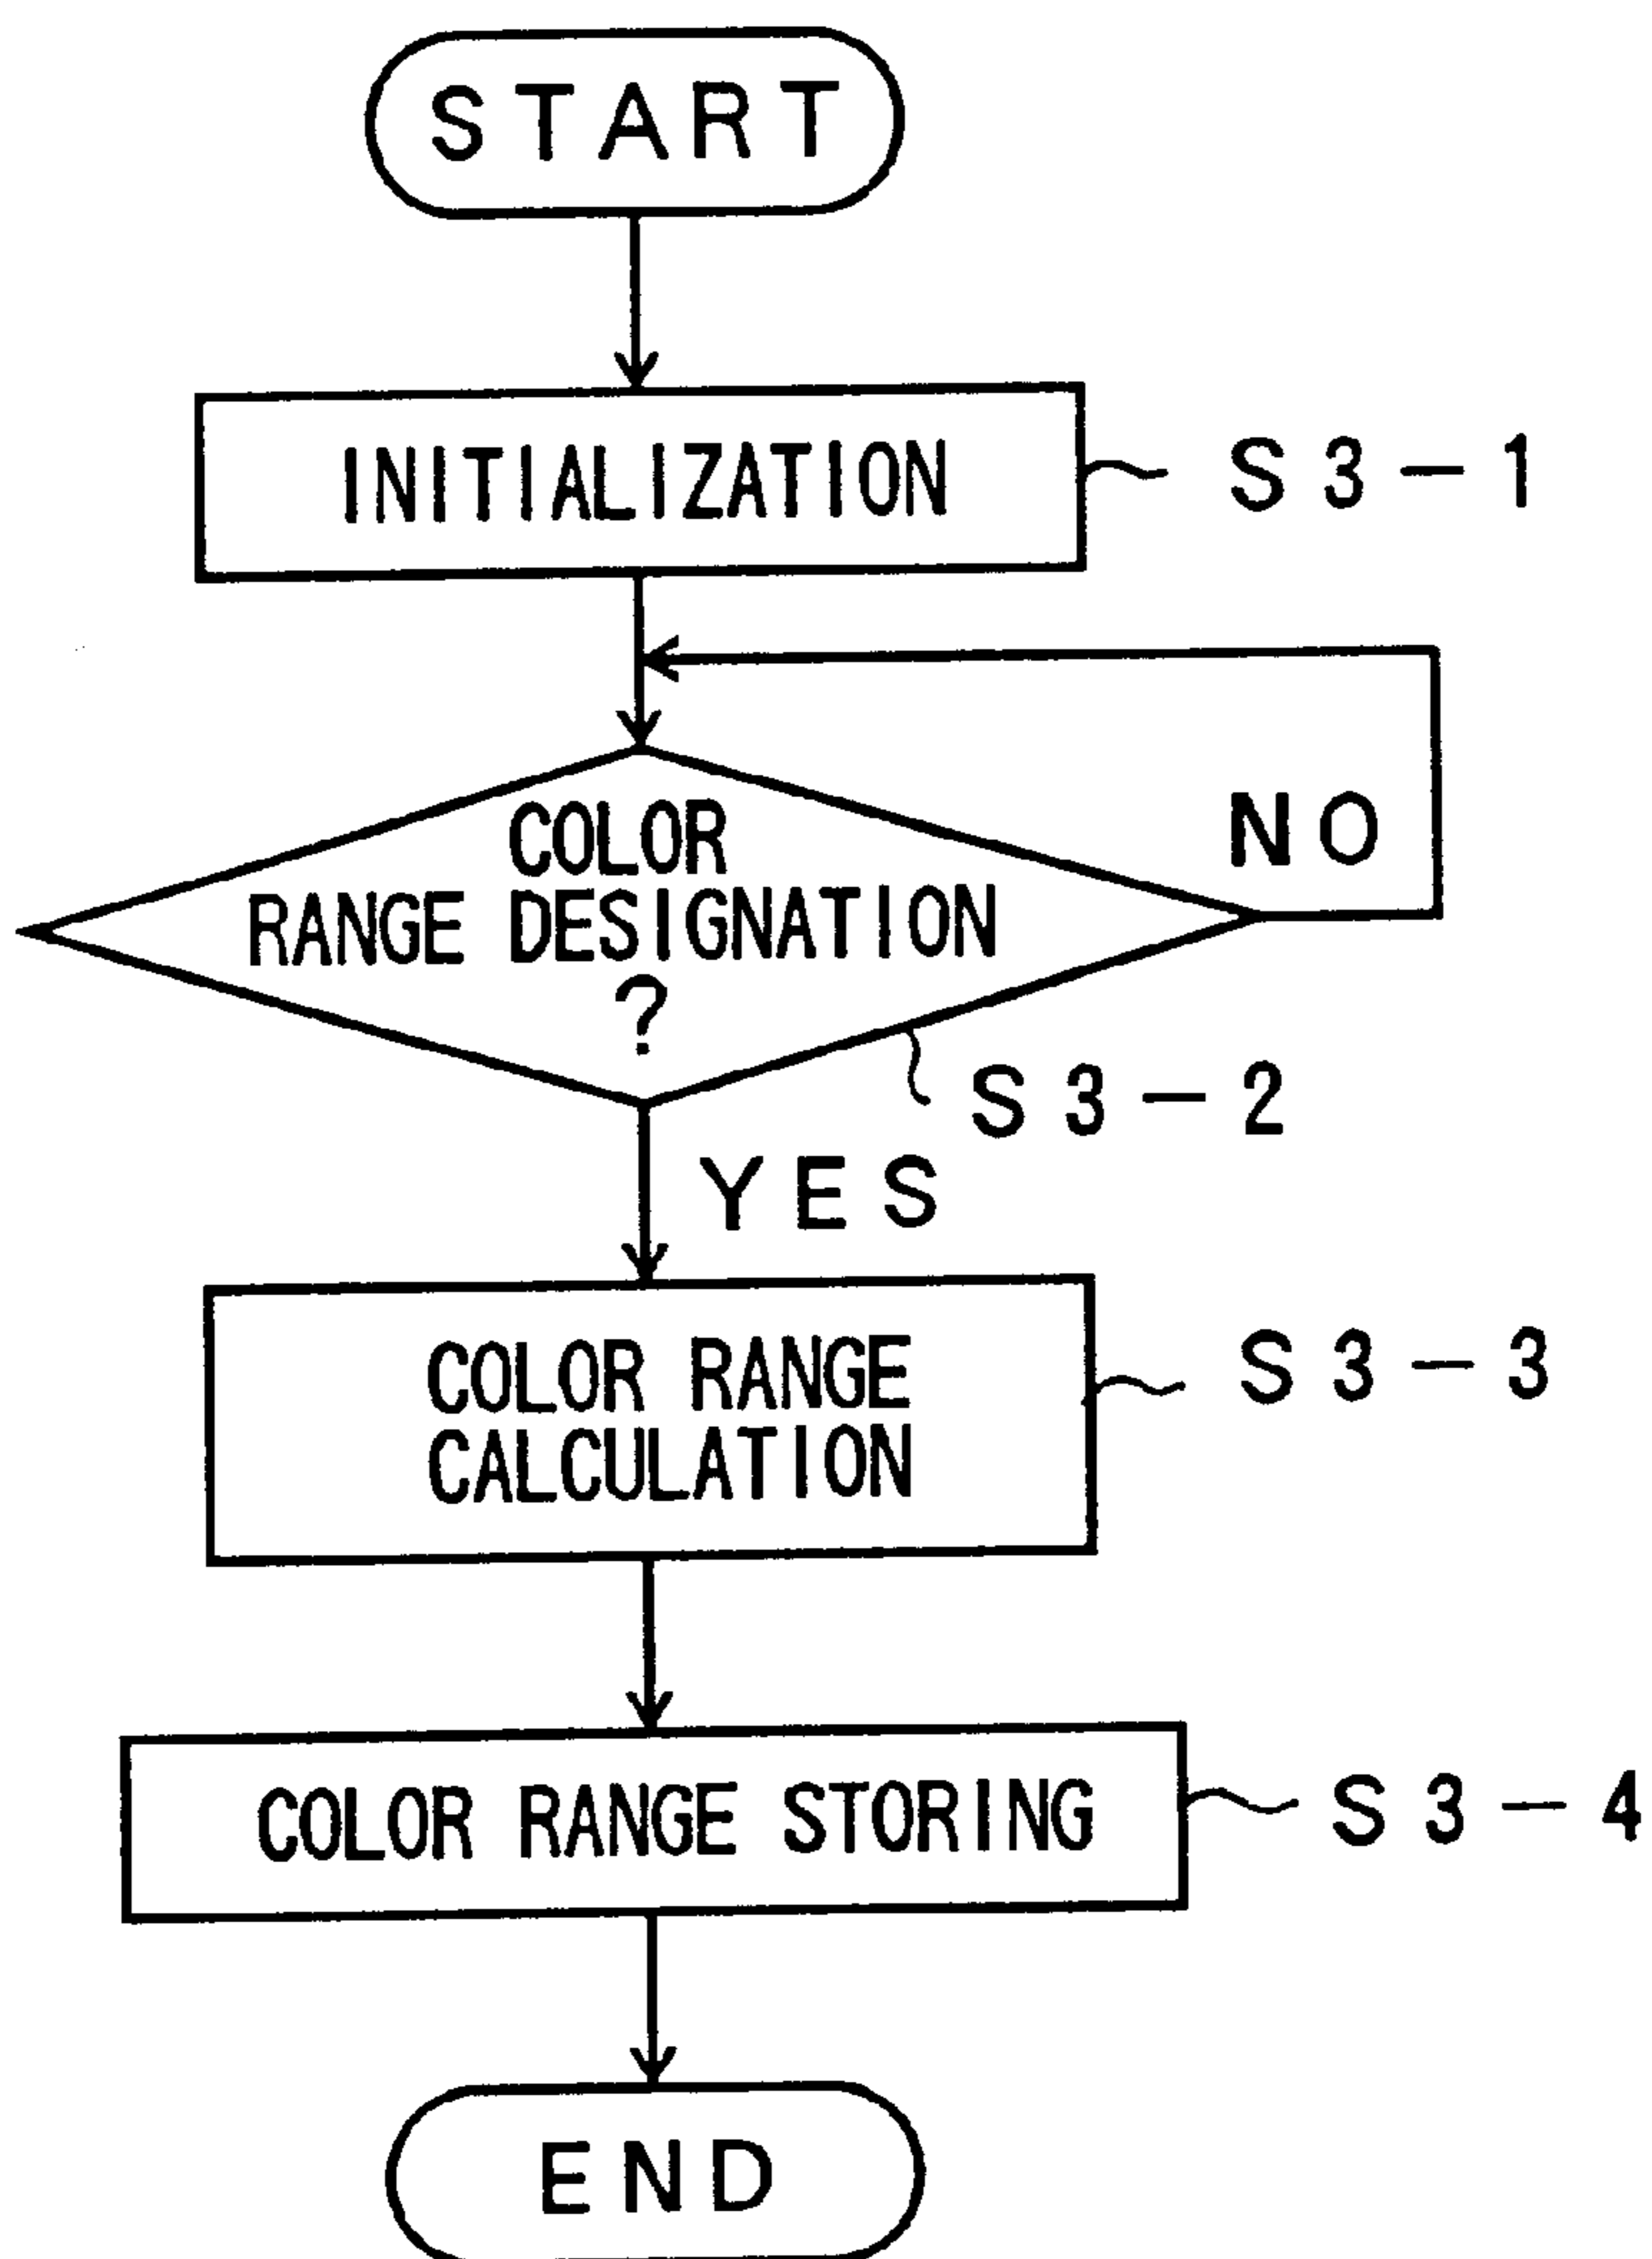 START
INITIALIZATION
S3-1
COLOR
RANGE DESIGNATION
?
NO
S3-2
YES
COLOR RANGE
CALCULATION
S3-3
COLOR RANGE STORING
S3-4
END